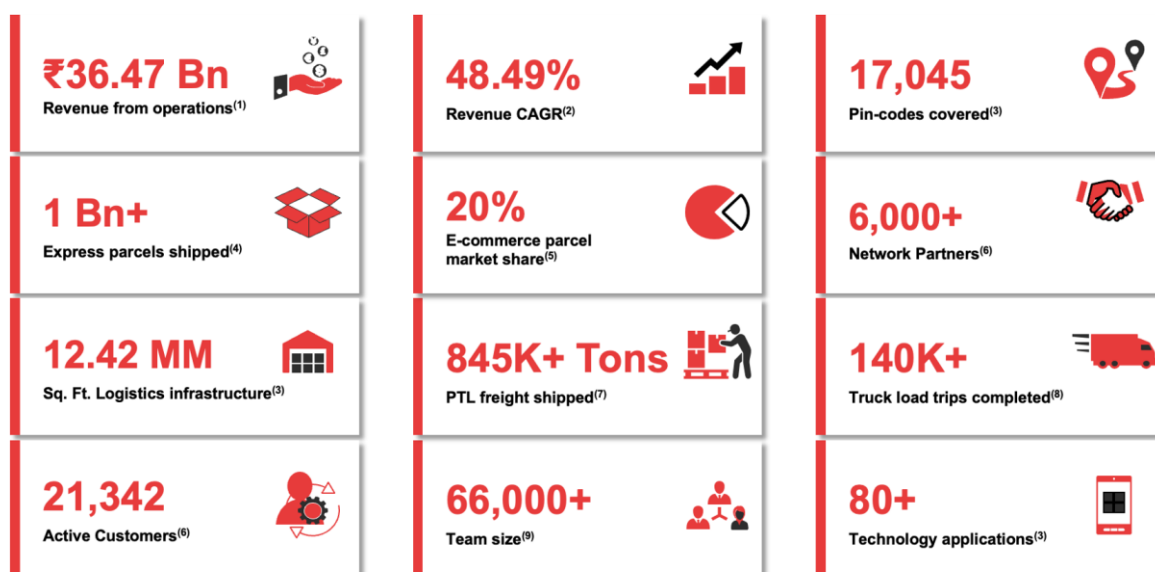 ₹36.47 Bn
Revenue from operations(1)
48.49%
Revenue CAGR(2)
17,045
Pin-codes covered(3)
1 Bn+
Express parcels shipped(4)
20%
E-commerce parcel
market share(5)
6,000+
Network Partners(6)
12.42 MM
Sq. Ft. Logistics infrastructure(3)
845K+ Tons
PTL freight shipped(7)
140K+
Truck load trips completed(8)
21,342
Active Customers(6)
66,000+
Team size(9)
80+
Technology applications(3)